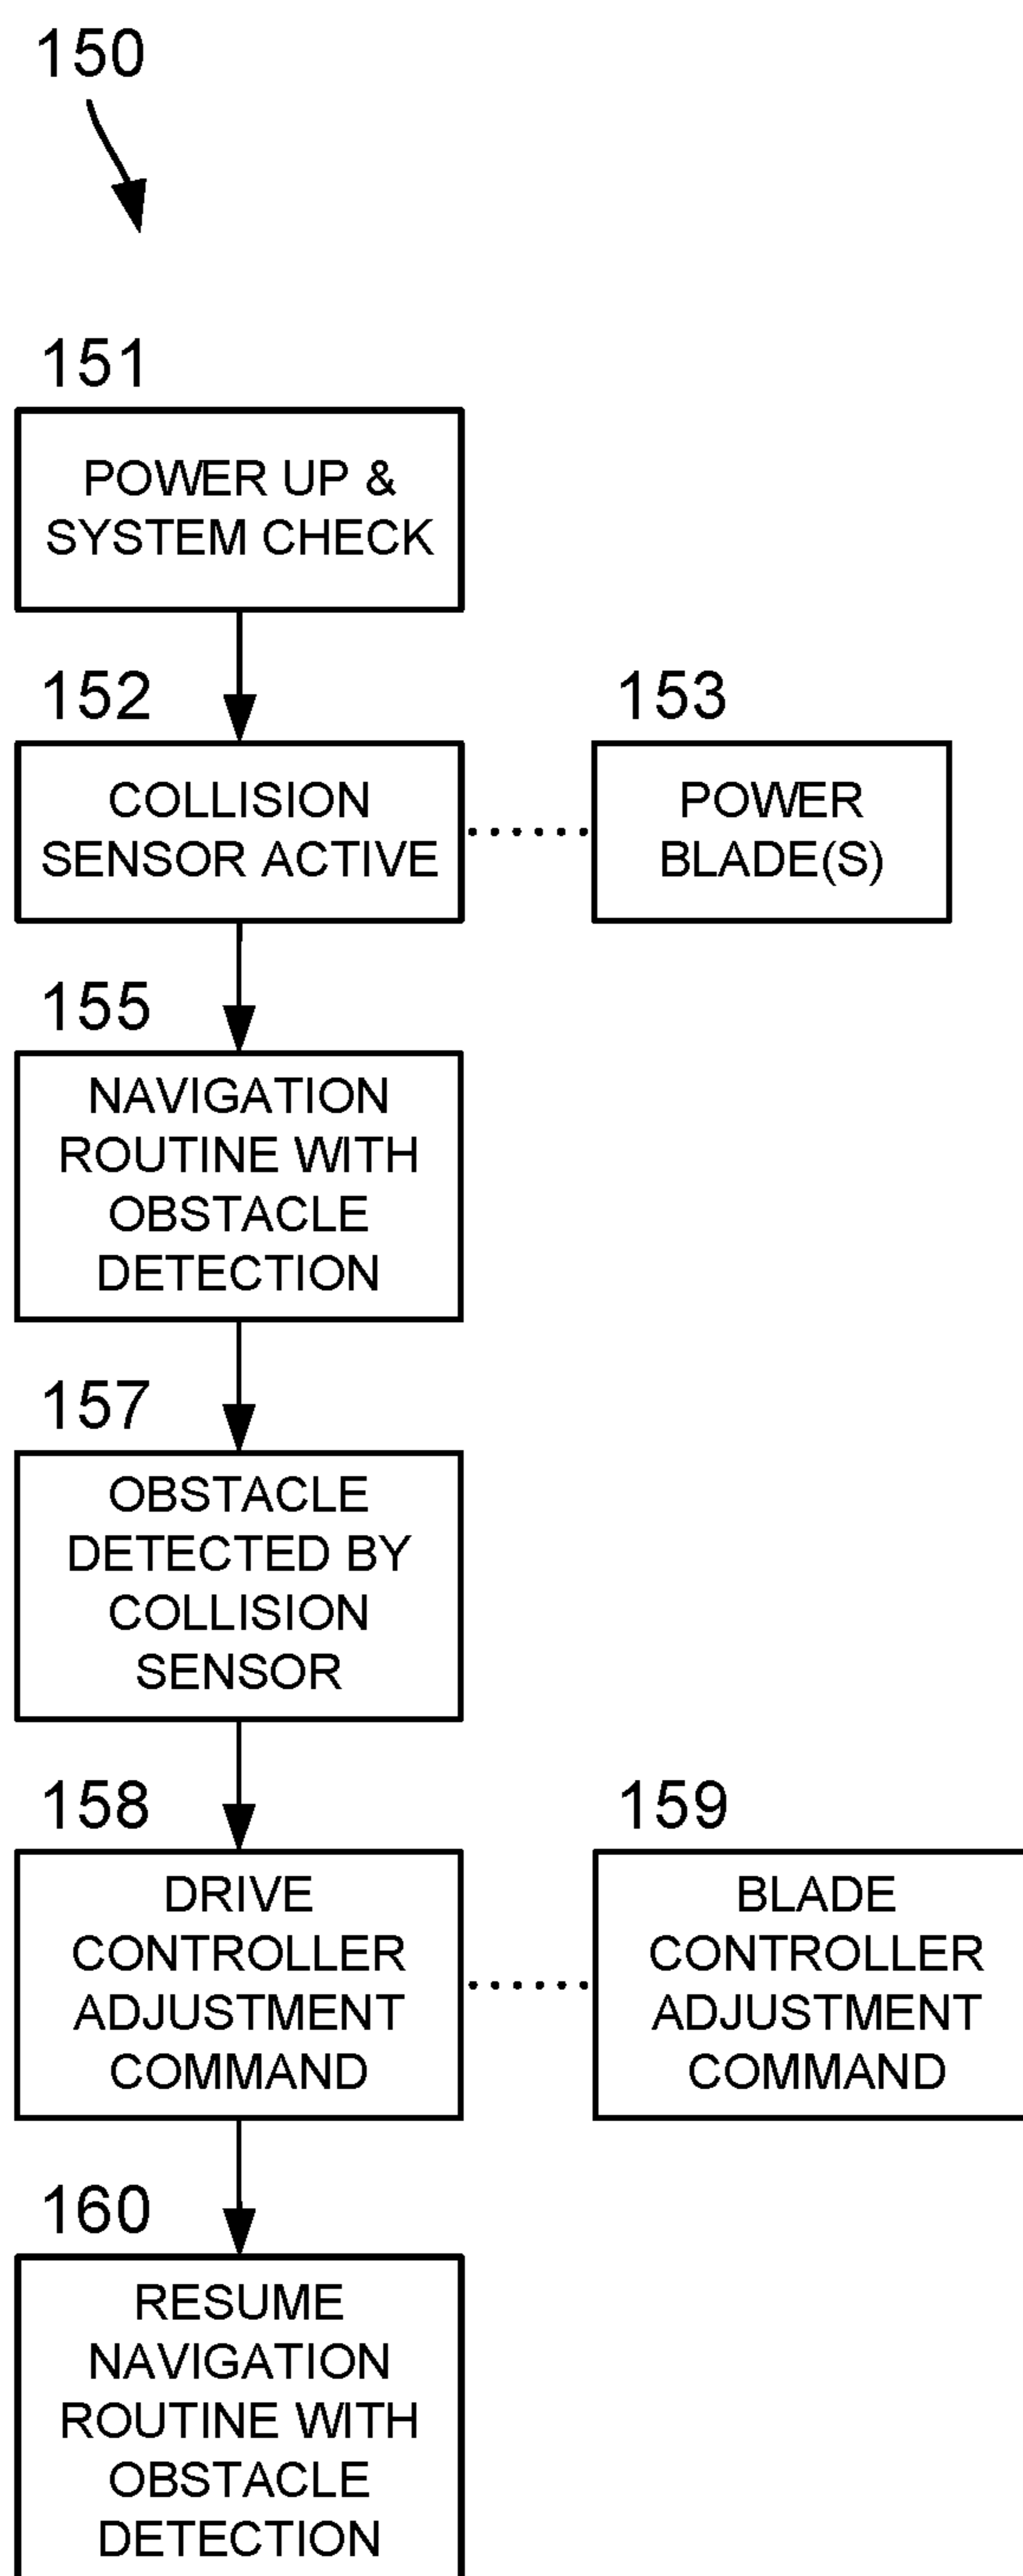 150
151
POWER UP &
SYSTEM CHECK
152
COLLISION
SENSOR ACTIVE
153
POWER
BLADE(S)
155
NAVIGATION
ROUTINE WITH
OBSTACLE
DETECTION
157
OBSTACLE
DETECTED BY
COLLISION
SENSOR
158
DRIVE
CONTROLLER
ADJUSTMENT
COMMAND
159
BLADE
CONTROLLER
ADJUSTMENT
COMMAND
160
RESUME
NAVIGATION
ROUTINE WITH
OBSTACLE
DETECTION